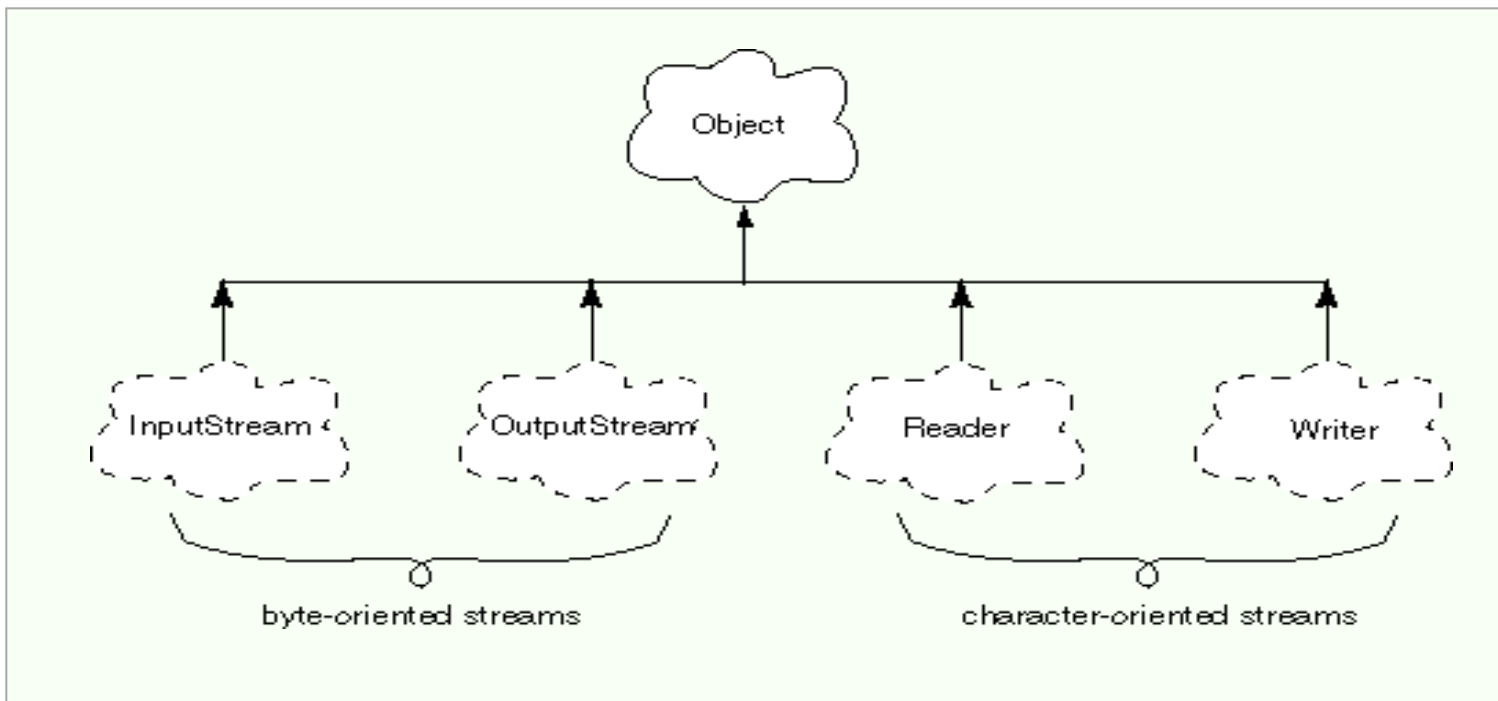 Object
InputStream
OutputStream
Reader
Writer
byte-oriented streams
character-oriented streams